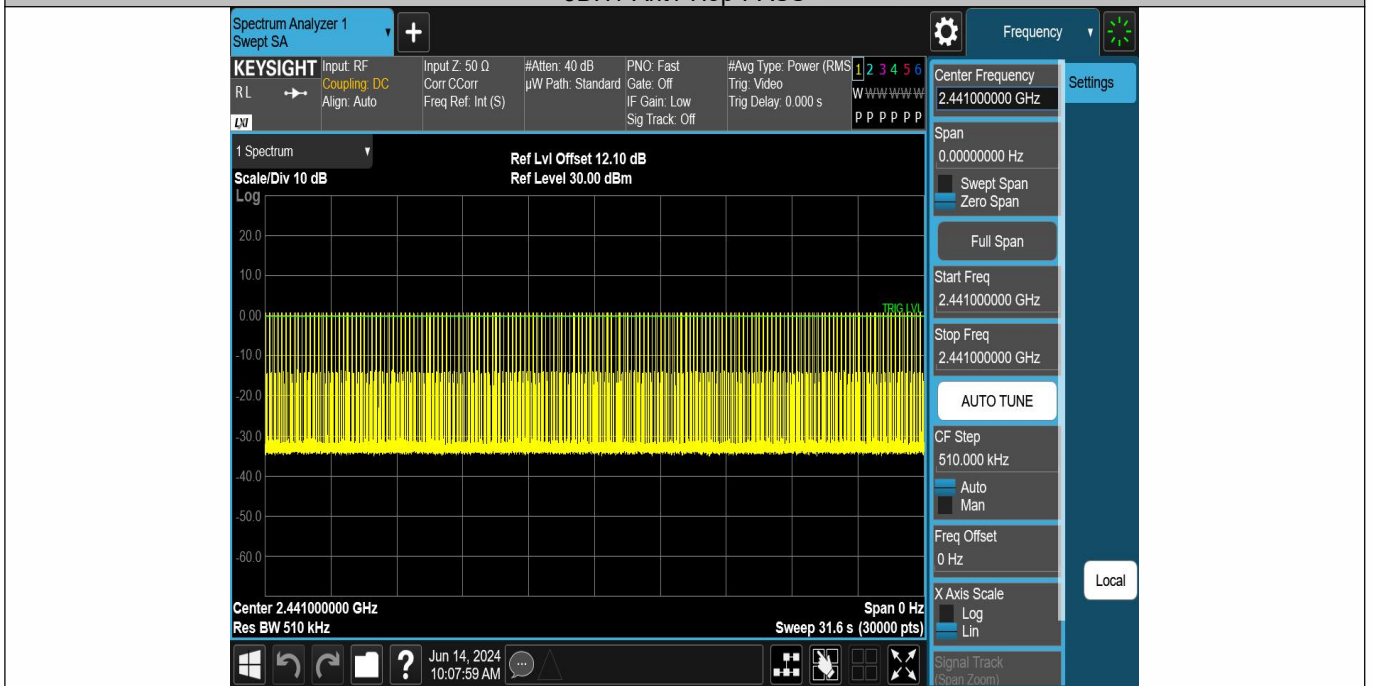 Spectrum Analyzer 1
Swept SA
Frequency
KEYSIGHT
RL
LXI
Input: RF
Coupling: DC
Align: Auto
Input Z: 50 Ω
Corr CCorr
Freq Ref: Int (S)
#Atten: 40 dB
µW Path: Standard
PNO: Fast
Gate: Off
IF Gain: Low
Sig Track: Off
#Avg Type: Power (RMS
Trig: Video
Trig Delay: 0.000 s
1 2 3 4 5 6
W W W W W W
P P P P P P
1 Spectrum
Scale/Div 10 dB
Ref Lvl Offset 12.10 dB
Ref Level 30.00 dBm
Log
20.0
10.0
0.00
-10.0
-20.0
-30.0
-40.0
-50.0
-60.0
TRIG LVL
Center 2.441000000 GHz
Res BW 510 kHz
Span 0 Hz
Sweep 31.6 s (30000 pts)
Center Frequency
2.441000000 GHz
Settings
Span
0.00000000 Hz
Swept Span
Zero Span
Full Span
Start Freq
2.441000000 GHz
Stop Freq
2.441000000 GHz
AUTO TUNE
CF Step
510.000 kHz
Auto
Man
Freq Offset
0 Hz
X Axis Scale
Log
Lin
Signal Track
(Span Zoom)
Local
Jun 14, 2024
10:07:59 AM